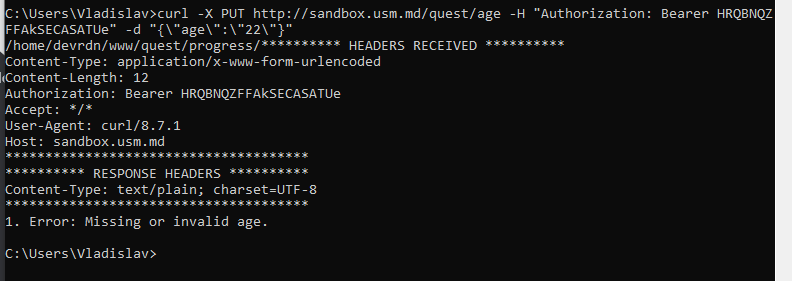 C:\Users\Vladislav>curl -X PUT http://sandbox.usm.md/quest/age -H "Authorization: Bearer HRQBNQZ
FFAkSECASATUe" -d "{\"age\":\"22\"}"
/home/devrdn/www/quest/progress/********** HEADERS RECEIVED **********
Content-Type: application/x-www-form-urlencoded
Content-Length: 12
Authorization: Bearer HRQBNQZFFAkSECASATUe
Accept: */*
User-Agent: curl/8.7.1
Host: sandbox.usm.md
**************************************
********** RESPONSE HEADERS **********
Content-Type: text/plain; charset=UTF-8
**************************************
1. Error: Missing or invalid age.
C:\Users\Vladislav>